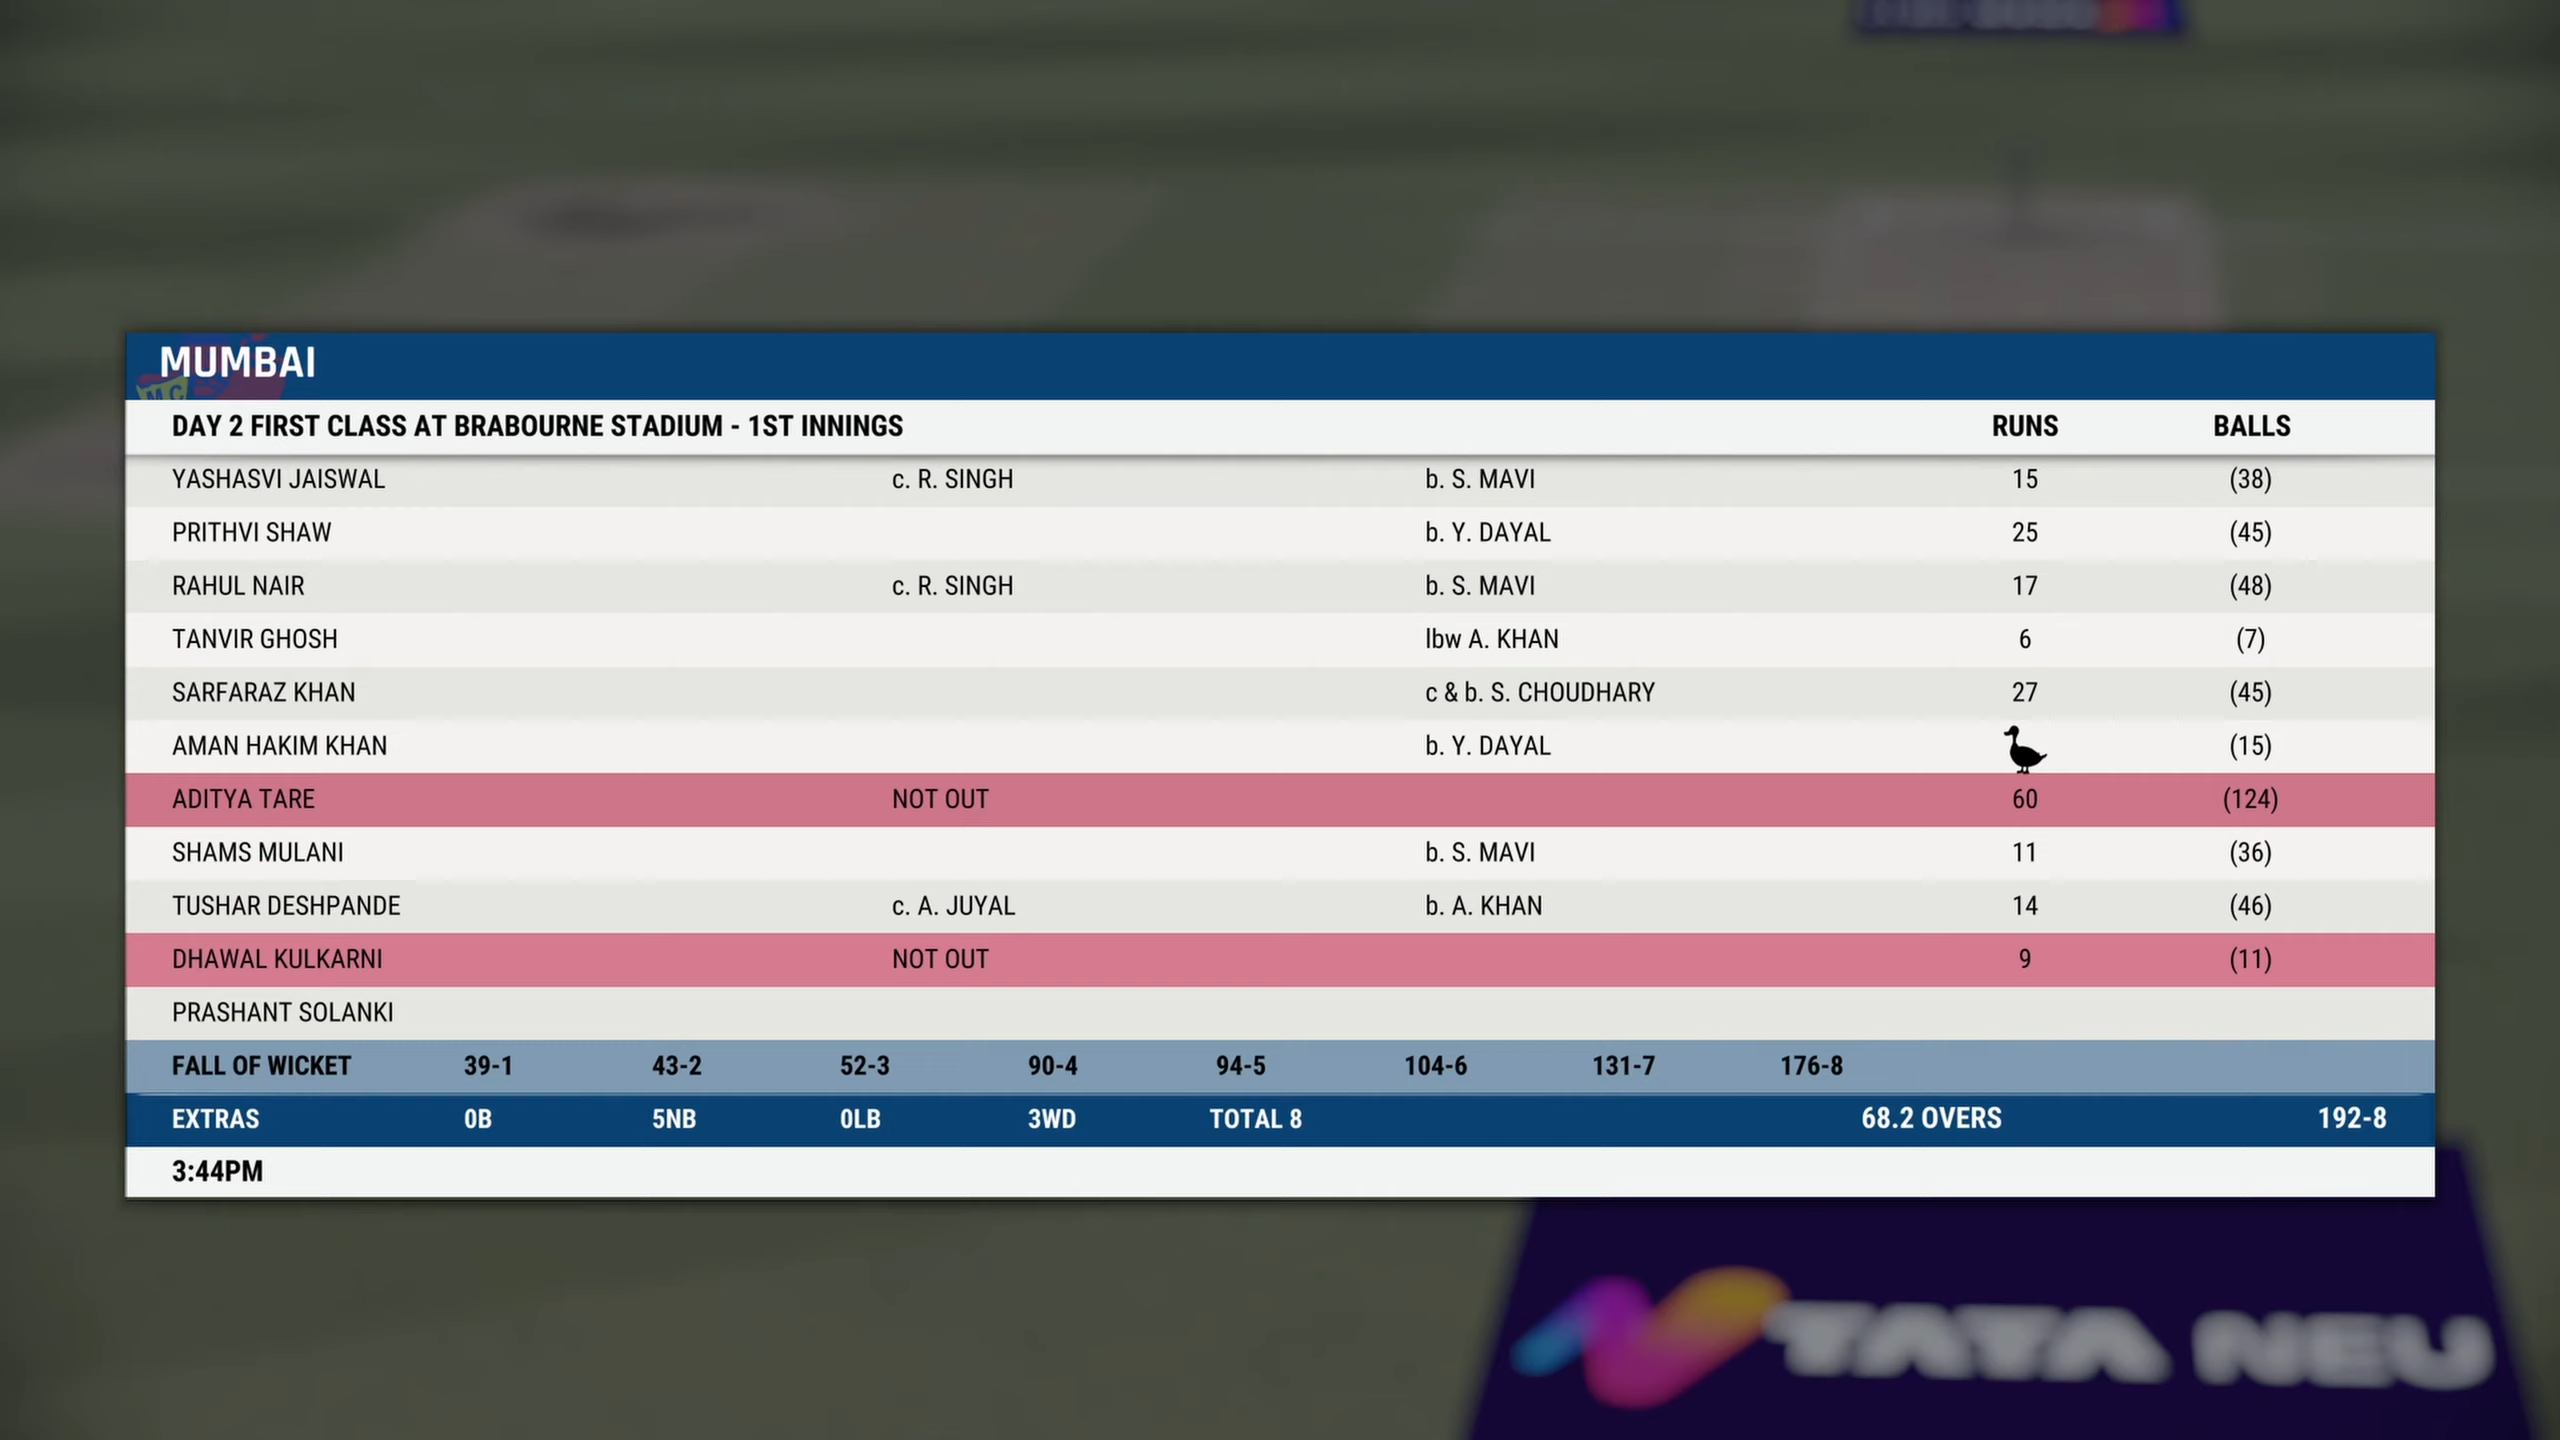 MUMBAI
DAY 2 FIRST CLASS AT BRABOURNE STADIUM - 1ST INNINGS RUNS BALLS
YASHASVI JAISWAL c. R. SINGH b. S. MAVI 15 (38)
PRITHVI SHAW b. Y. DAYAL 25 (45)
RAHUL NAIR c. R. SINGH b. S. MAVI 17 (48)
TANVIR GHOSH lbw A. KHAN 6 (7)
SARFARAZ KHAN c & b. S. CHOUDHARY 27 (45)
AMAN HAKIM KHAN b. Y. DAYAL (15)
ADITYA TARE NOT OUT 60 (124)
SHAMS MULANI b. S. MAVI 11 (36)
TUSHAR DESHPANDE c. A. JUYAL b. A. KHAN 14 (46)
DHAWAL KULKARNI NOT OUT 9 (11)
PRASHANT SOLANKI
FALL OF WICKET 39-1 43-2 52-3 90-4 94-5 104-6 131-7 176-8
EXTRAS 0B 5NB 0LB 3WD TOTAL 8 68.2 OVERS 192-8
3:44PM
TATA NEU